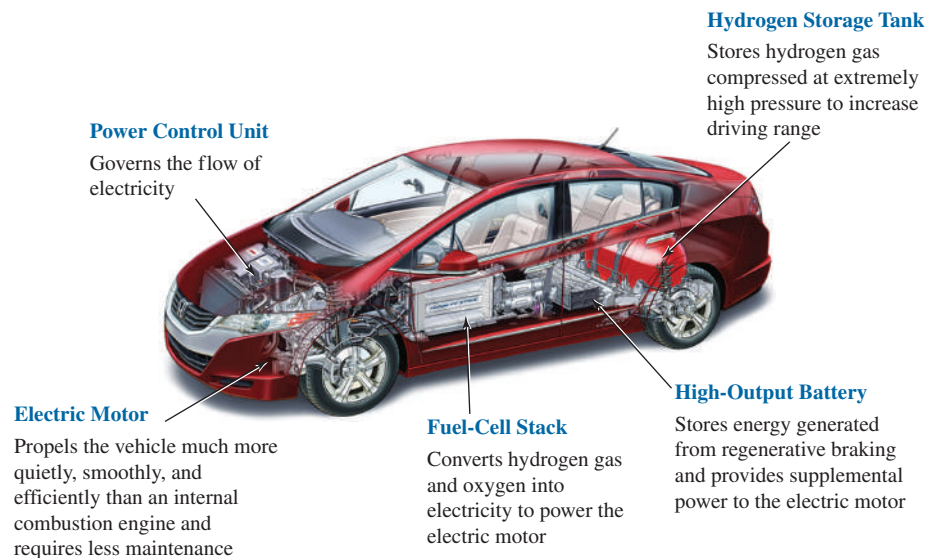 Hydrogen Storage Tank
Stores hydrogen gas
compressed at extremely
high pressure to increase
driving range
Power Control Unit
Governs the flow of
electricity
Electric Motor
Propels the vehicle much more
quietly, smoothly, and
efficiently than an internal
combustion engine and
requires less maintenance
Fuel-Cell Stack
Converts hydrogen gas
and oxygen into
electricity to power the
electric motor
High-Output Battery
Stores energy generated
from regenerative braking
and provides supplemental
power to the electric motor